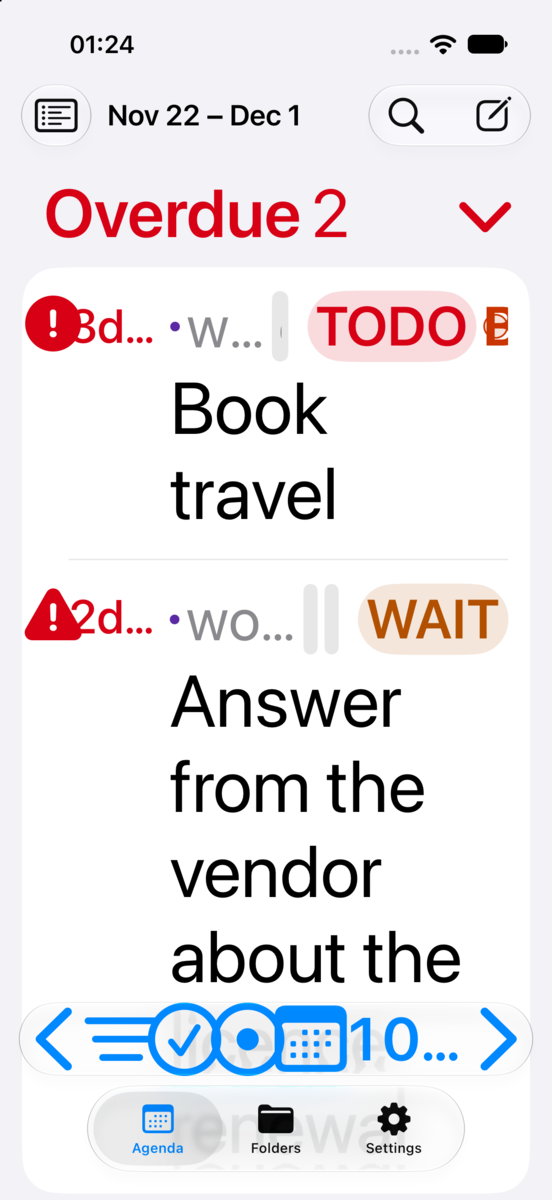 01:24
Nov 22 – Dec 1
Overdue 2
3d… W… TODO
Book
travel
2d… wo… WAIT
Answer
from the
vendor
about the
10…
Agenda Folders Settings